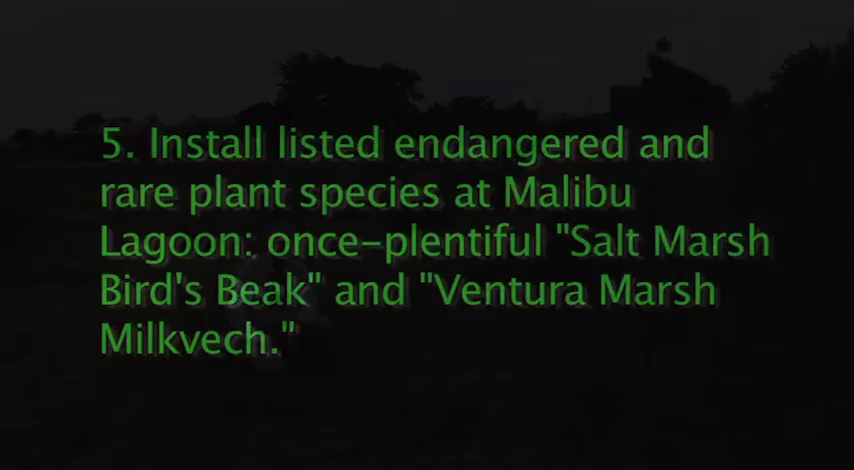 5. Install listed endangered and
rare plant species at Malibu
Lagoon: once-plentiful "Salt Marsh
Bird's Beak" and "Ventura Marsh
Milkvech."